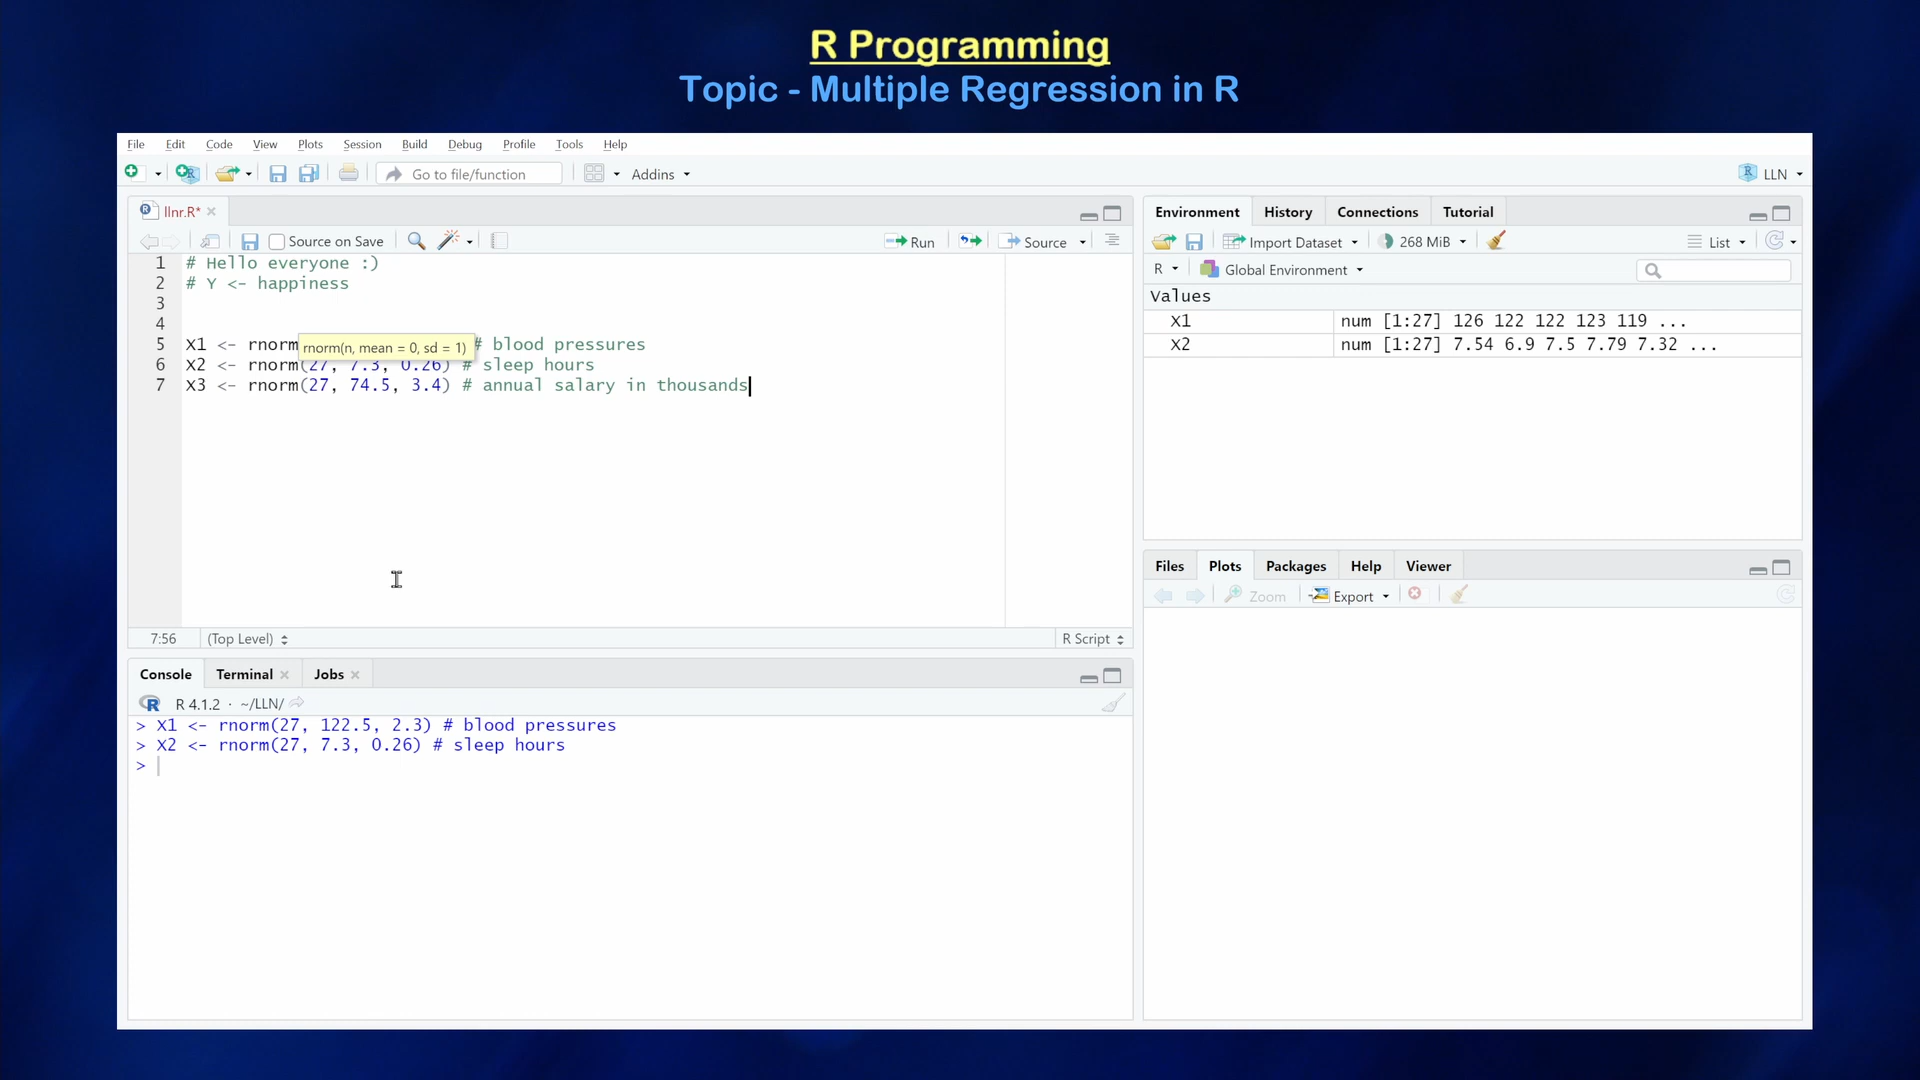 R Programming
Topic - Multiple Regression in R
File Edit Code View Plots Session Build Debug Profile Tools Help
Go to file/function Addins LLN
llnr.R*
Source on Save Run Source
1 # Hello everyone :)
2 # Y <- happiness
3
4
5 X1 <- rnorm # blood pressures
rnorm(n, mean = 0, sd = 1)
6 X2 <- rnorm(27, 7.3, 0.26) # sleep hours
7 X3 <- rnorm(27, 74.5, 3.4) # annual salary in thousands
7:56 (Top Level) R Script
Console Terminal Jobs
R 4.1.2 · ~/LLN/
> X1 <- rnorm(27, 122.5, 2.3) # blood pressures
> X2 <- rnorm(27, 7.3, 0.26) # sleep hours
>
Environment History Connections Tutorial
Import Dataset 268 MiB List
R Global Environment
Values
X1 num [1:27] 126 122 122 123 119 ...
X2 num [1:27] 7.54 6.9 7.5 7.79 7.32 ...
Files Plots Packages Help Viewer
Zoom Export